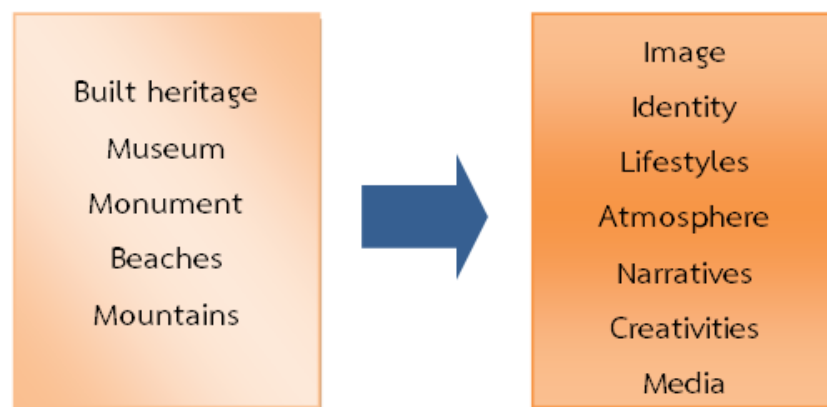 Built heritage
Museum
Monument
Beaches
Mountains
Image
Identity
Lifestyles
Atmosphere
Narratives
Creativities
Media